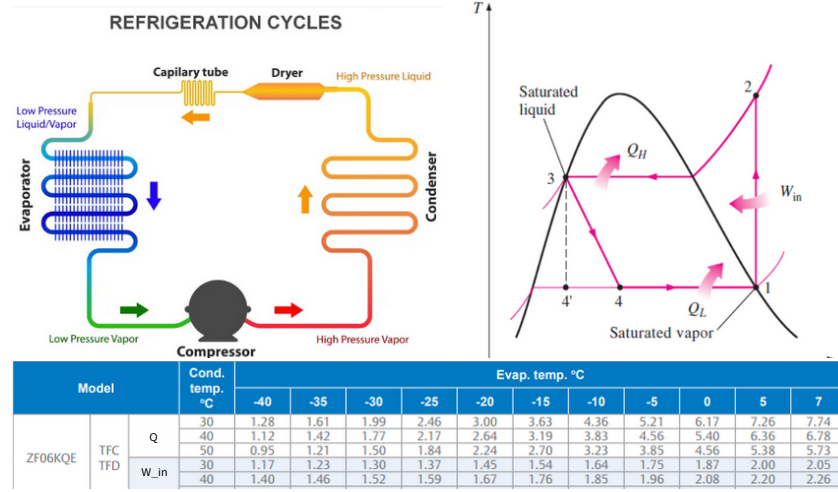 REFRIGERATION CYCLES
Capilary tube
Dryer
High Pressure Liquid
Low Pressure
Liquid/Vapor
Evaporator
Condenser
Low Pressure Vapor
High Pressure Vapor
Compressor
T
Saturated
liquid
2
Q_H
3
W_in
4'
4
Q_L
1
Saturated vapor
Model
Cond. temp. °C
Evap. temp. °C
-40 -35 -30 -25 -20 -15 -10 -5 0 5 7
ZF06KQE
TFC
TFD
Q
30 1.28 1.61 1.99 2.46 3.00 3.63 4.36 5.21 6.17 7.26 7.74
40 1.12 1.42 1.77 2.17 2.64 3.19 3.83 4.56 5.40 6.36 6.78
50 0.95 1.21 1.50 1.84 2.24 2.70 3.23 3.85 4.56 5.38 5.73
W_in
30 1.17 1.23 1.30 1.37 1.45 1.54 1.64 1.75 1.87 2.00 2.05
40 1.40 1.46 1.52 1.59 1.67 1.76 1.85 1.96 2.08 2.20 2.26